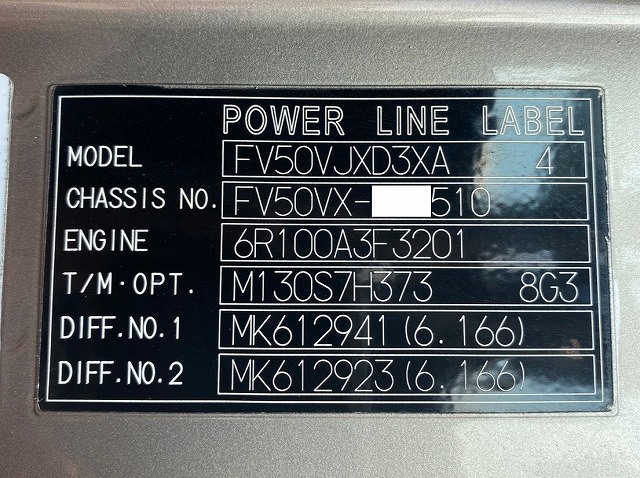 POWER LINE LABEL
MODEL FV50VJXD3XA 4
CHASSIS NO. FV50VX- 510
ENGINE 6R100A3F3201
T/M·OPT. M130S7H373 8G3
DIFF.NO.1 MK612941(6.166)
DIFF.NO.2 MK612923(6.166)